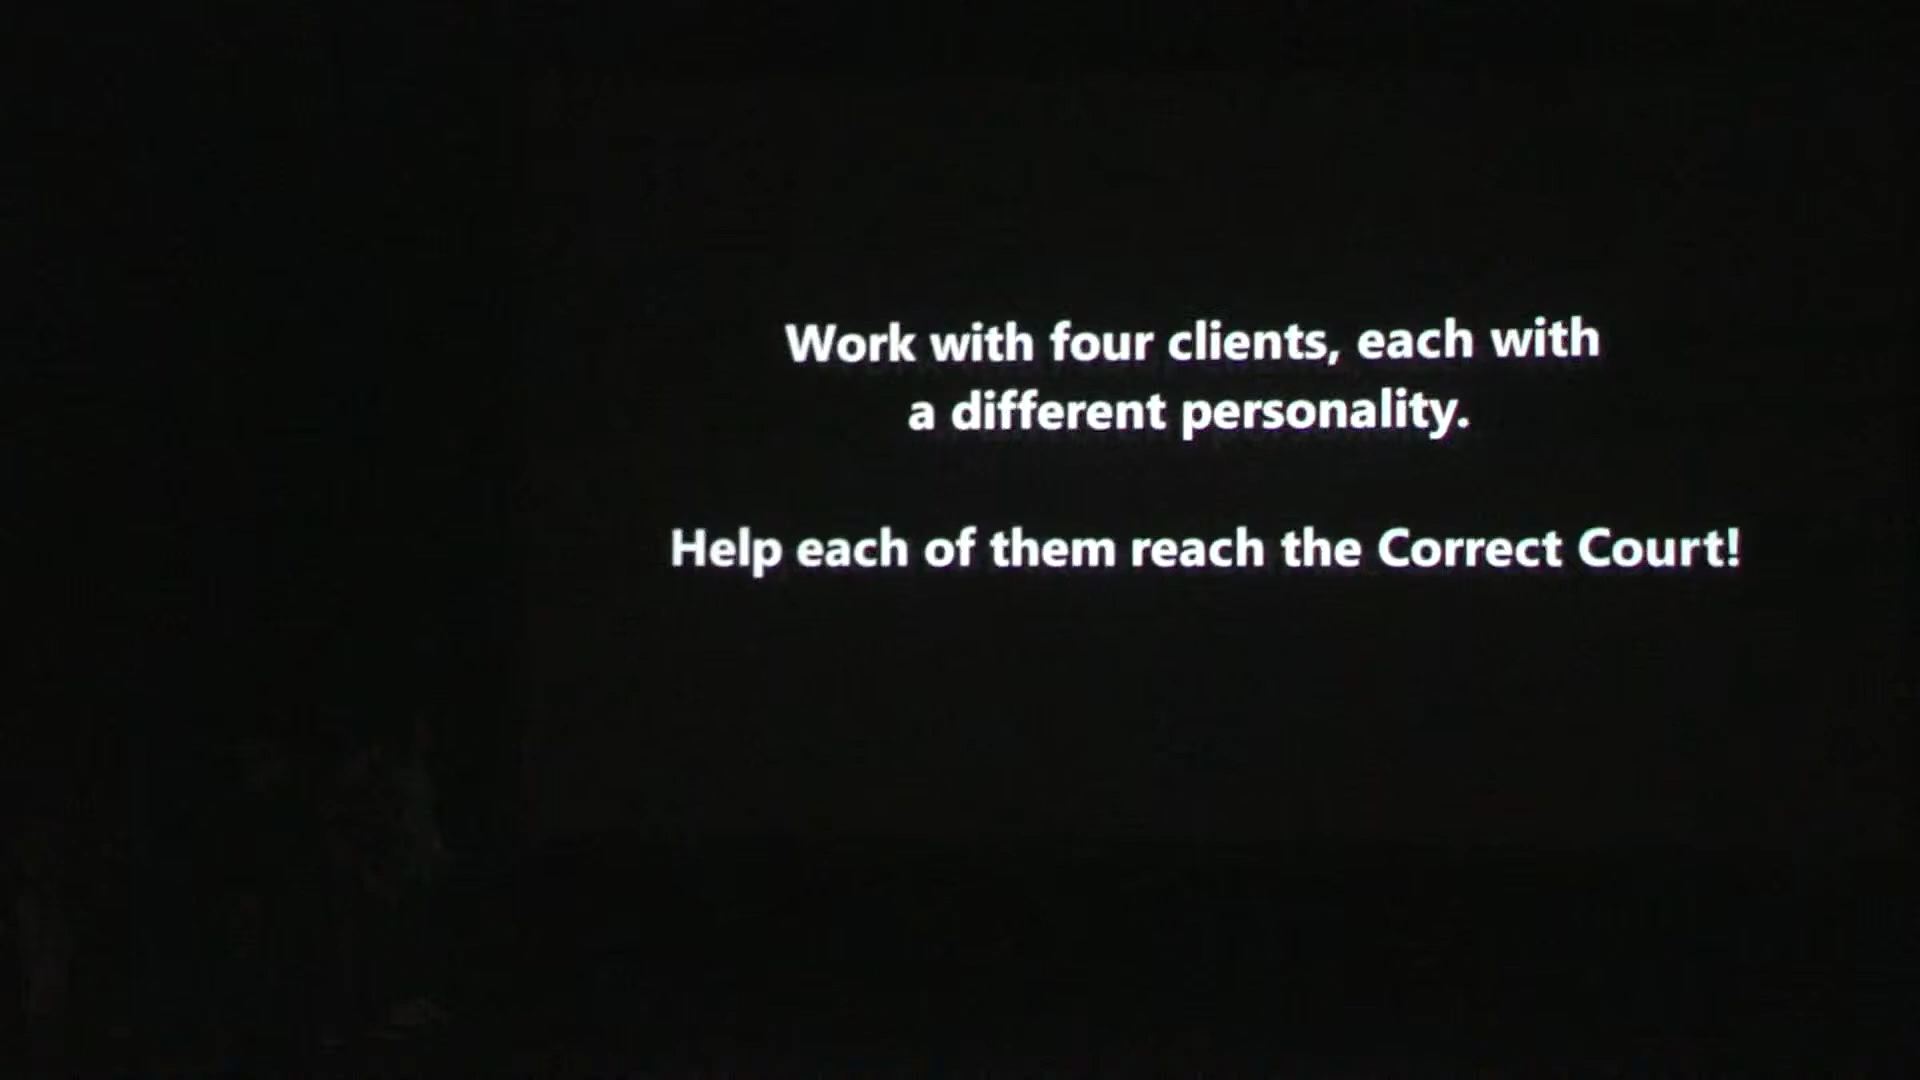 Work with four clients, each with
a different personality.
Help each of them reach the Correct Court!